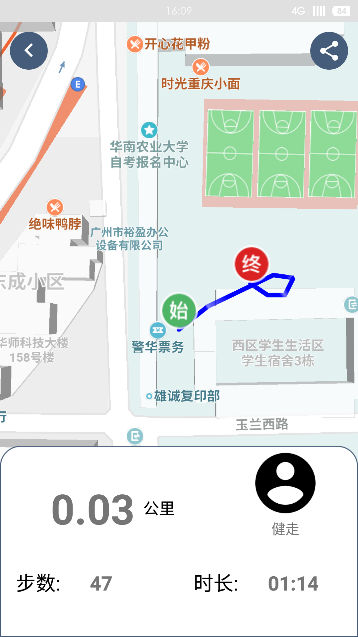 16:09
4G
84
开心花甲粉
时光重庆小面
E
华南农业大学
自考报名中心
绝味鸭脖
广州市裕盈办公
设备有限公司
东成小区
终
始
警华票务
华师科技大楼
158号楼
西区学生生活区
学生宿舍3栋
雄诚复印部
行
玉兰西路
0.03 公里
健走
步数: 47
时长: 01:14